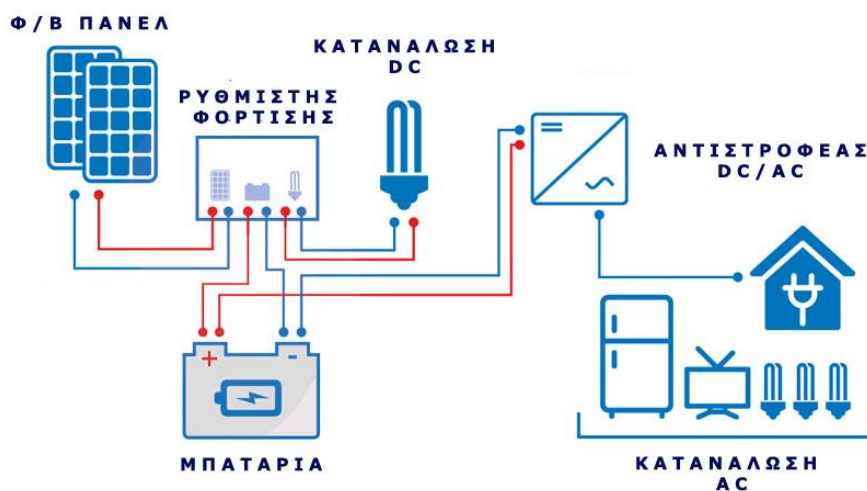 Φ/Β ΠΑΝΕΛ
ΚΑΤΑΝΑΛΩΣΗ
DC
ΡΥΘΜΙΣΤΗΣ
ΦΟΡΤΙΣΗΣ
ΑΝΤΙΣΤΡΟΦΕΑΣ
DC/AC
+ -
ΜΠΑΤΑΡΙΑ
ΚΑΤΑΝΑΛΩΣΗ
AC